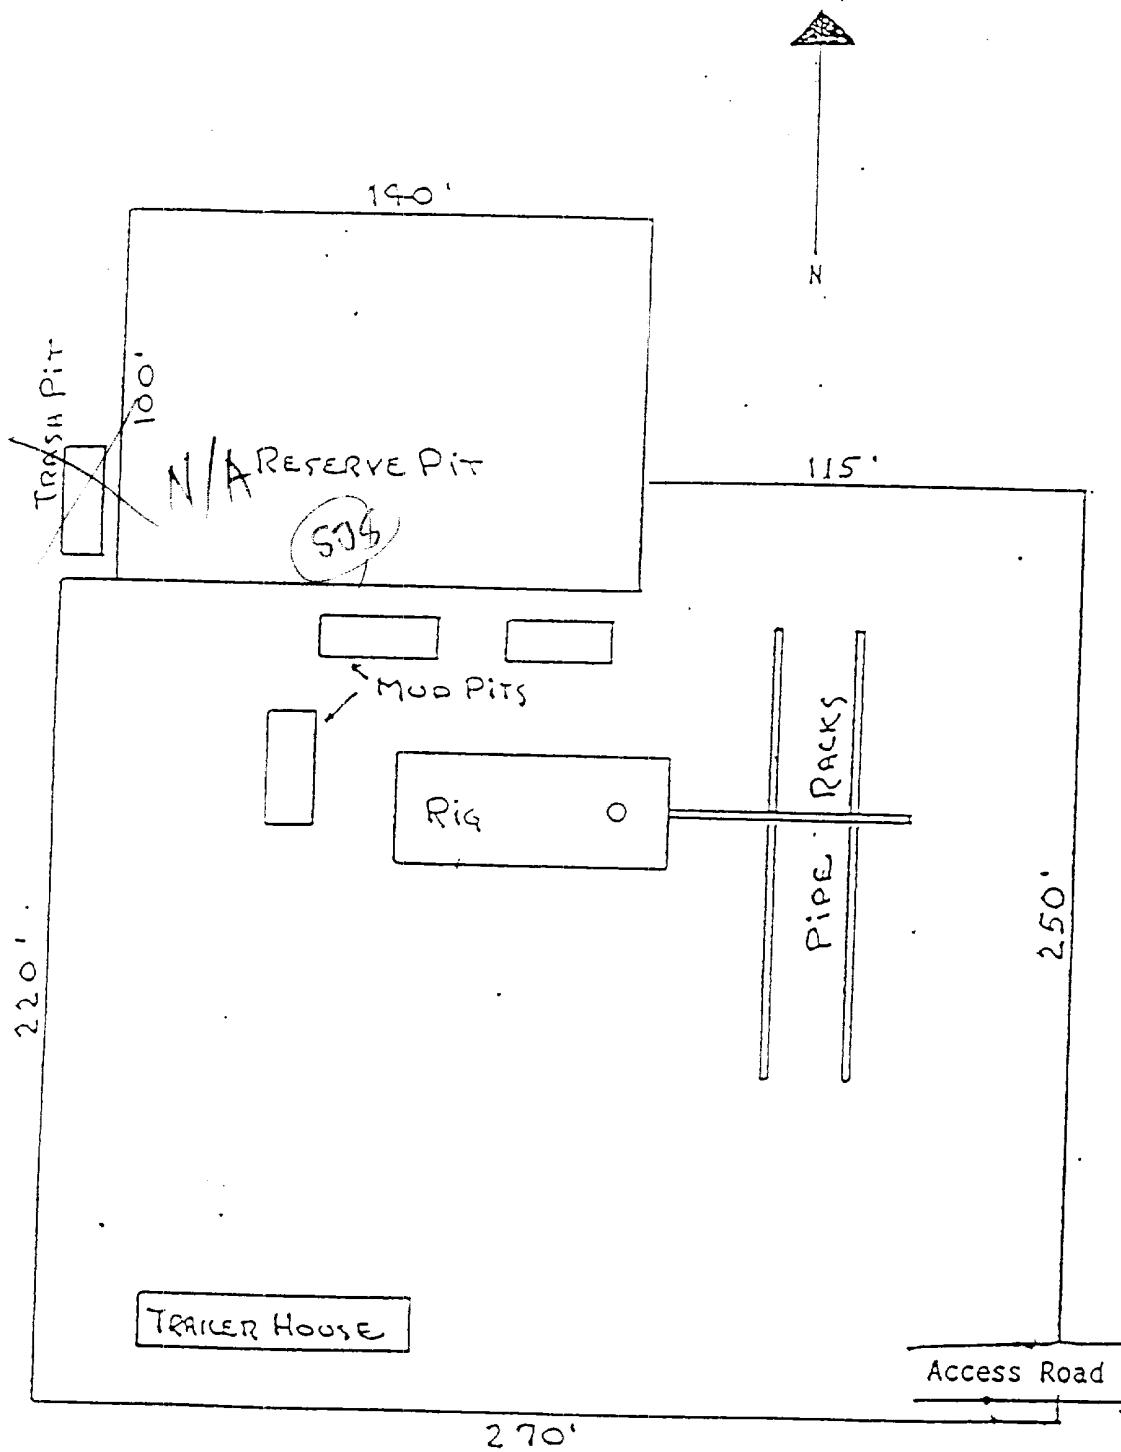 140'
N
TRASH PIT
100'
N/A RESERVE PIT
SJS
115'
MUD PITS
RIG
PIPE RACKS
220'
250'
TRAILER HOUSE
Access Road
270'